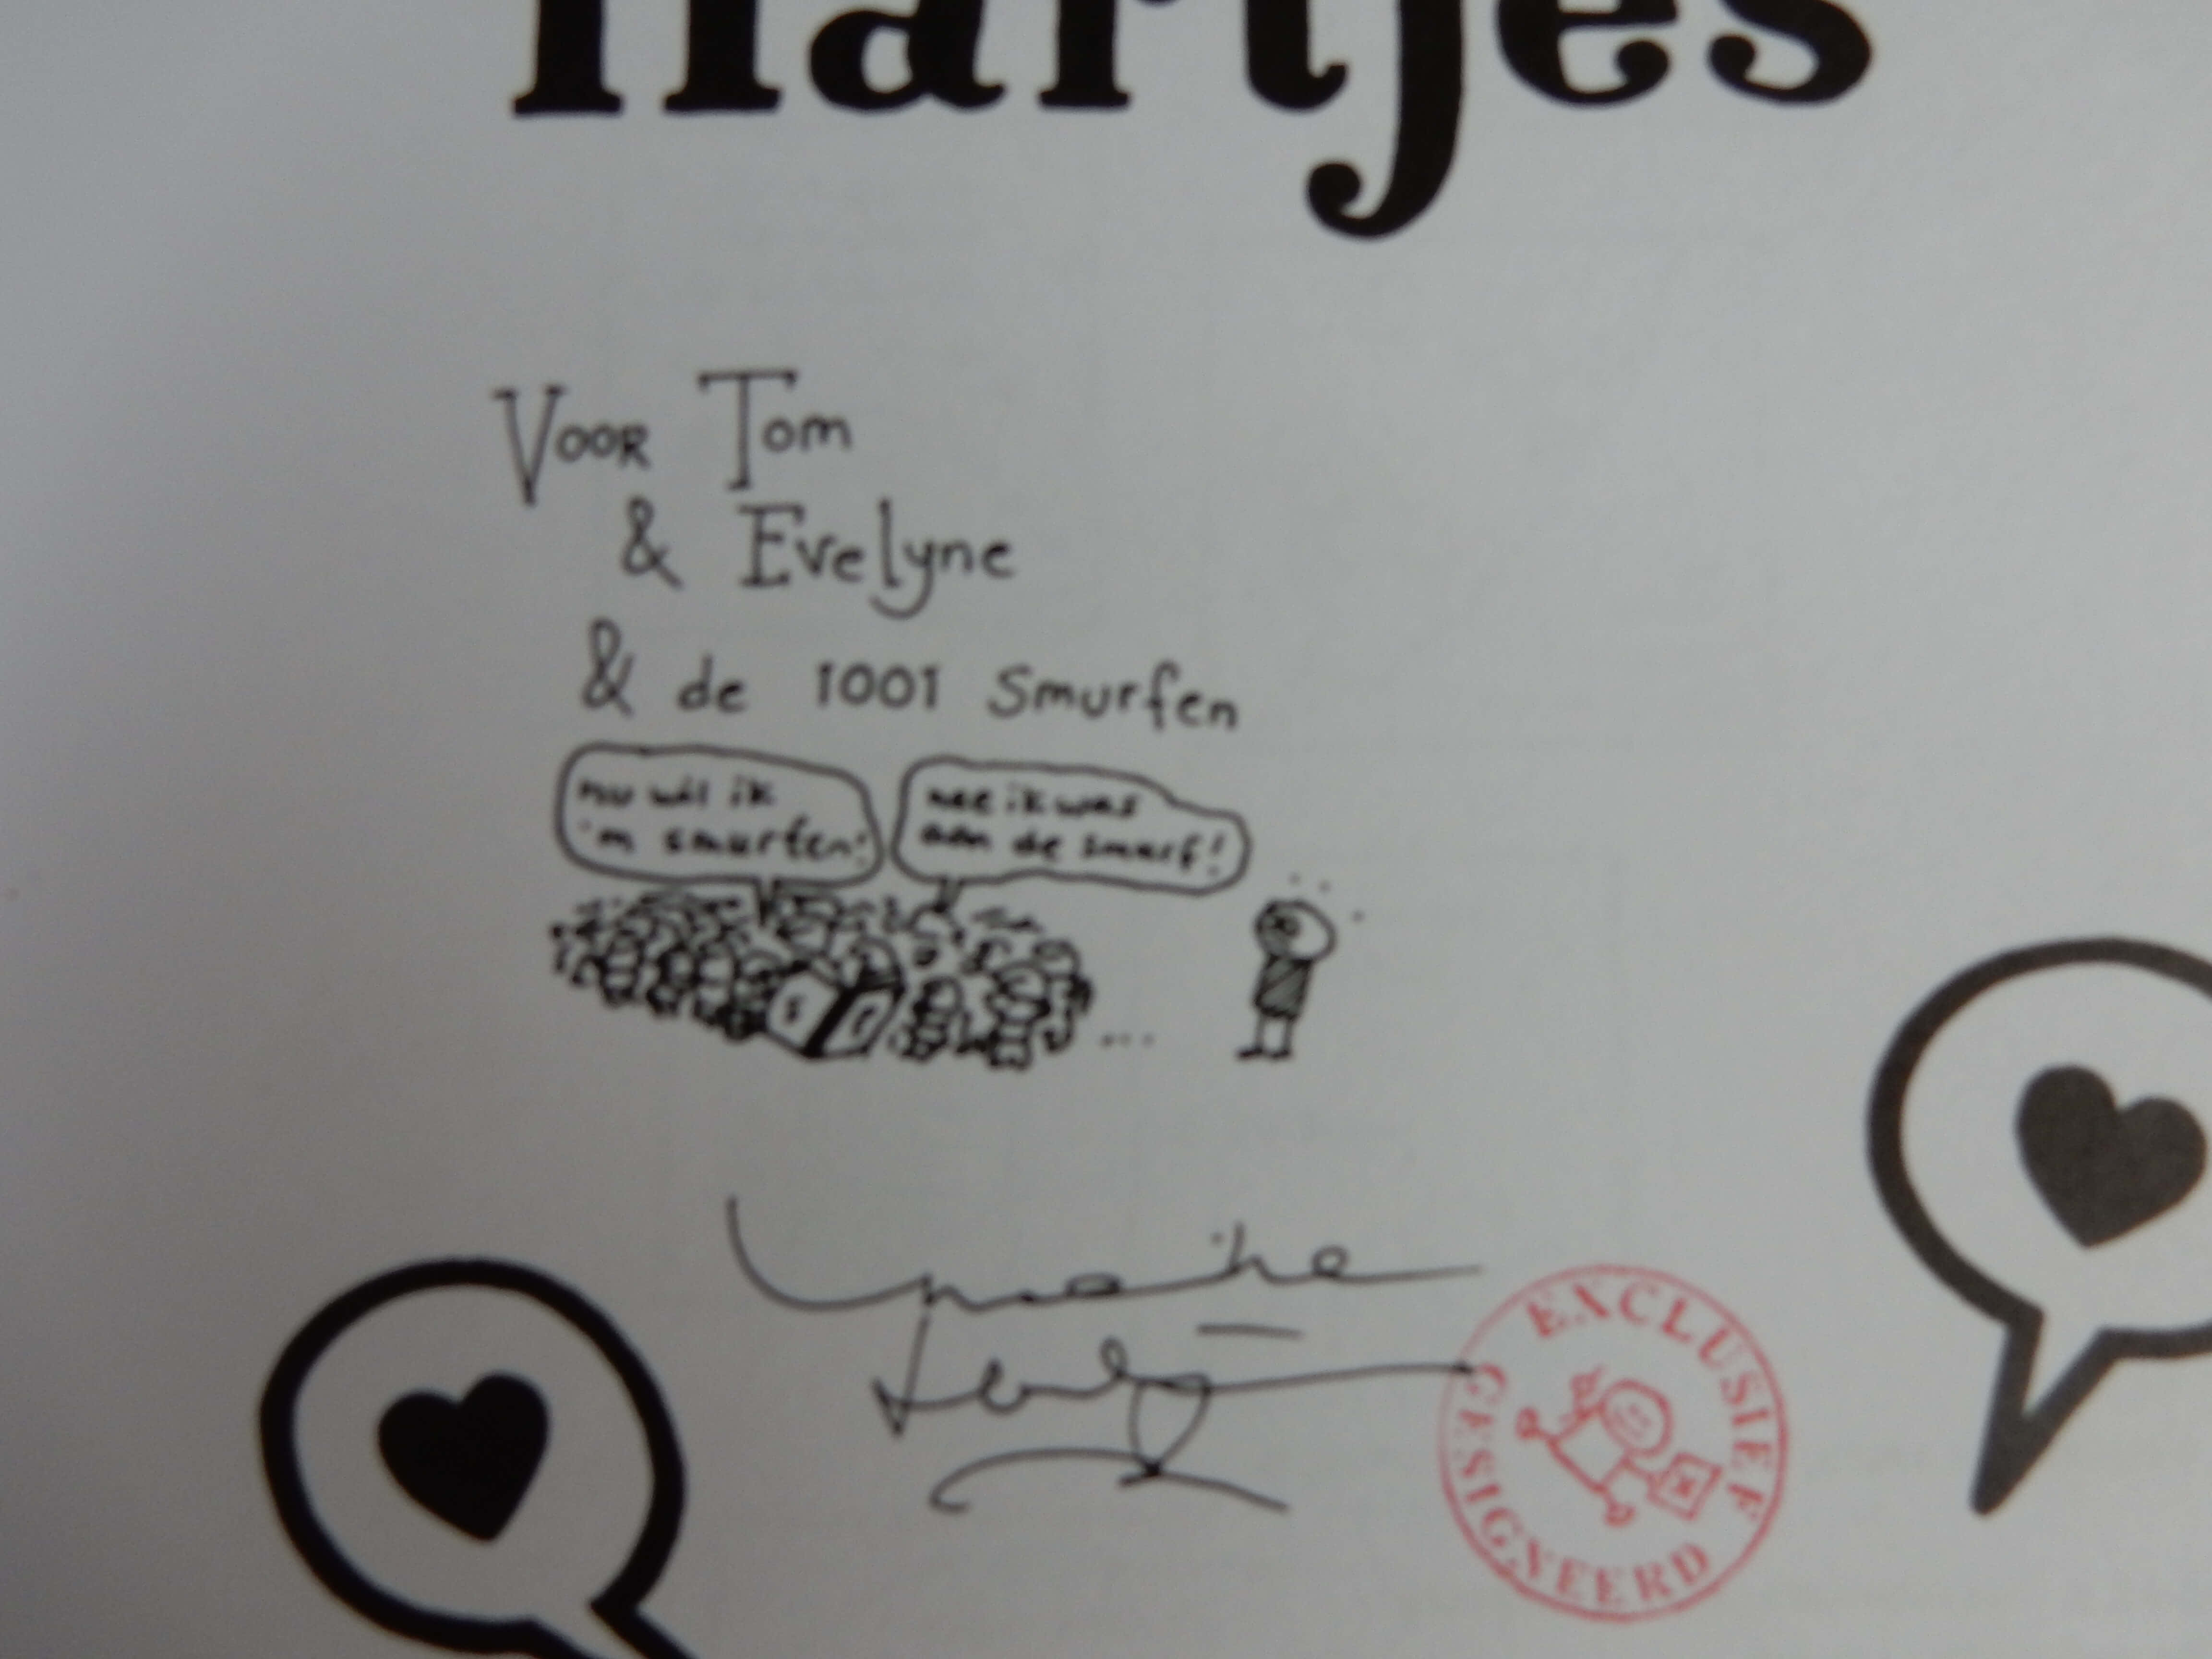 Hartjes
Voor Tom
& Evelyne
& de 1001 Smurfen
nu wil ik
'm smurfen!
nee ik was
aan de smurf!
EXCLUSIEF
GESIGNEERD